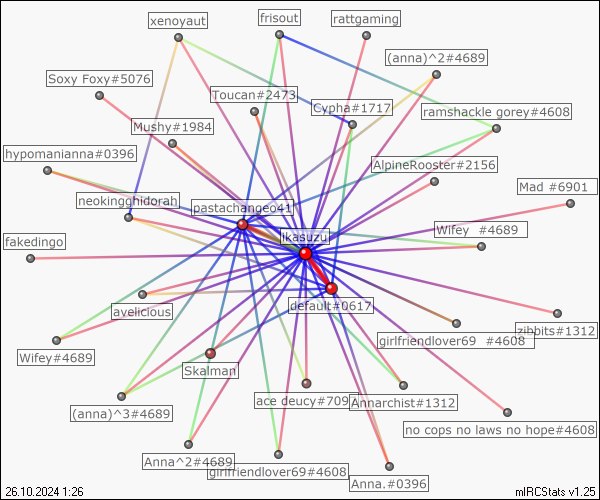 xenoyaut
frisout
rattgaming
(anna)^2#4689
Soxy Foxy#5076
Toucan#2473
Cypha#1717
ramshackle gorey#4608
Mushy#1984
hypomanianna#0396
AlpineRooster#2156
Mad #6901
neokingghidorah
pastachangeo41
Wifey #4689
ikasuzu
fakedingo
ayelicious
default#0617
zibbits#1312
girlfriendlover69 #4608
Wifey#4689
Skalman
ace deucy#709
Annarchist#1312
(anna)^3#4689
no cops no laws no hope#4608
Anna^2#4689
girlfriendlover69#4608
Anna.#0396
26.10.2024 1:26
mIRCStats v1.25